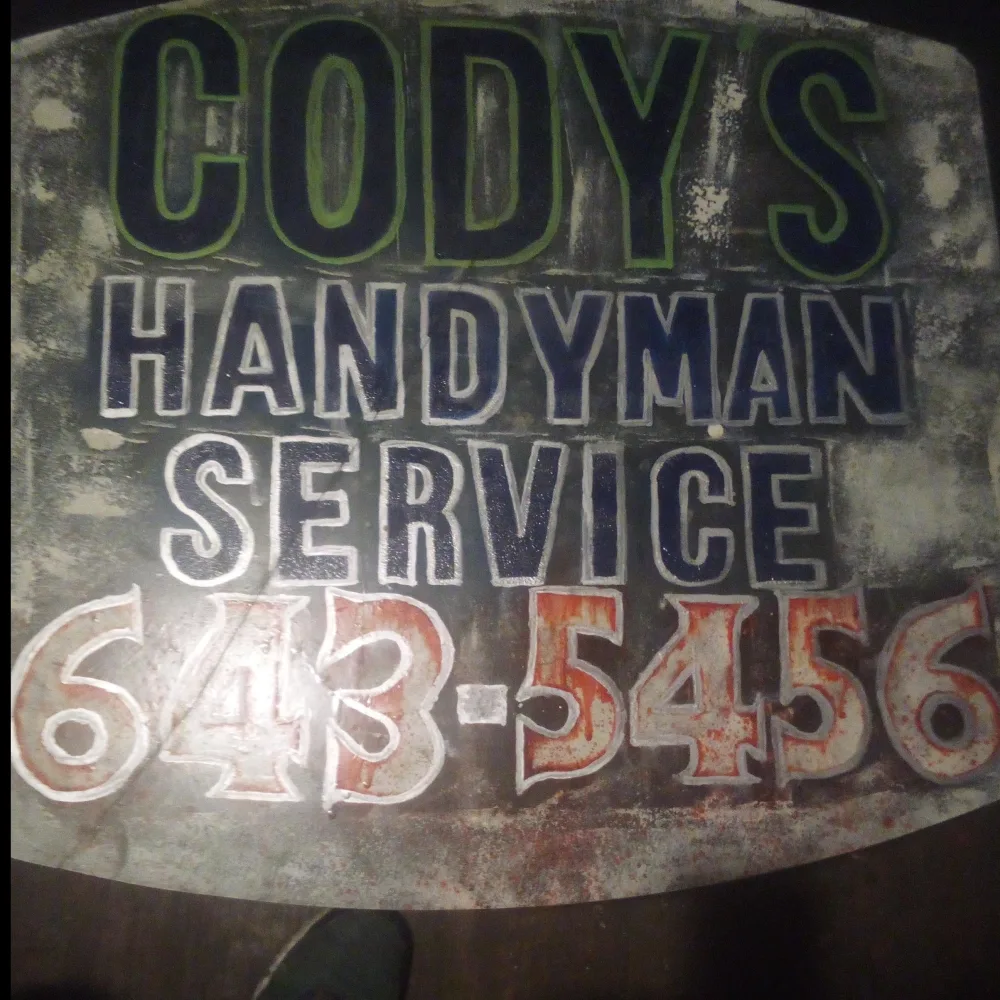 CODY'S
HANDYMAN
SERVICE
643-5456